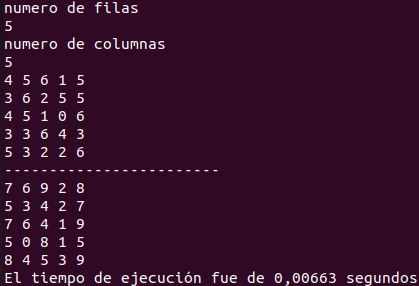 numero de filas
5
numero de columnas
5
4 5 6 1 5
3 6 2 5 5
4 5 1 0 6
3 3 6 4 3
5 3 2 2 6
------------------------
7 6 9 2 8
5 3 4 2 7
7 6 4 1 9
5 0 8 1 5
8 4 5 3 9
El tiempo de ejecución fue de 0,00663 segundos